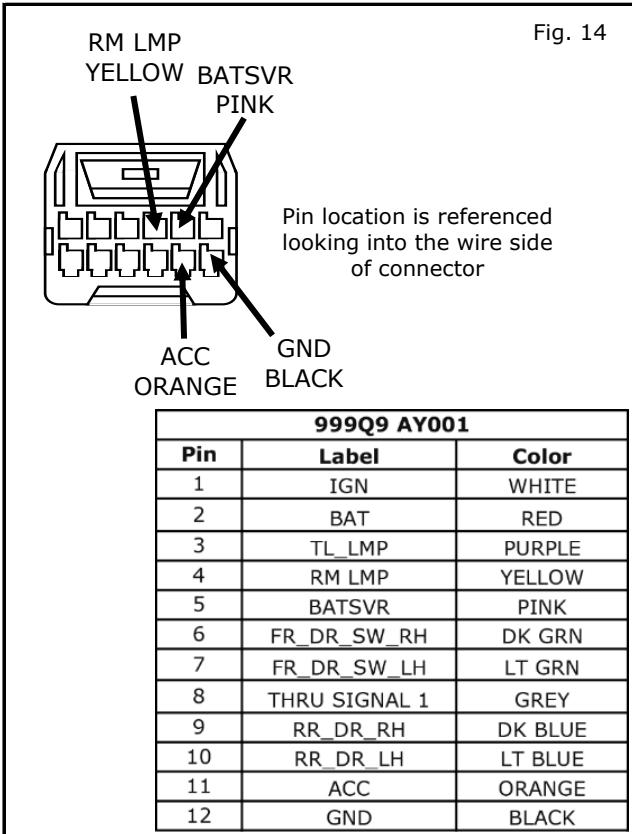 Fig. 14
RM LMP
YELLOW
BATSVR
PINK
Pin location is referenced
looking into the wire side
of connector
ACC
ORANGE
GND
BLACK
999Q9 AY001
Pin Label Color
1 IGN WHITE
2 BAT RED
3 TL_LMP PURPLE
4 RM LMP YELLOW
5 BATSVR PINK
6 FR_DR_SW_RH DK GRN
7 FR_DR_SW_LH LT GRN
8 THRU SIGNAL 1 GREY
9 RR_DR_RH DK BLUE
10 RR_DR_LH LT BLUE
11 ACC ORANGE
12 GND BLACK